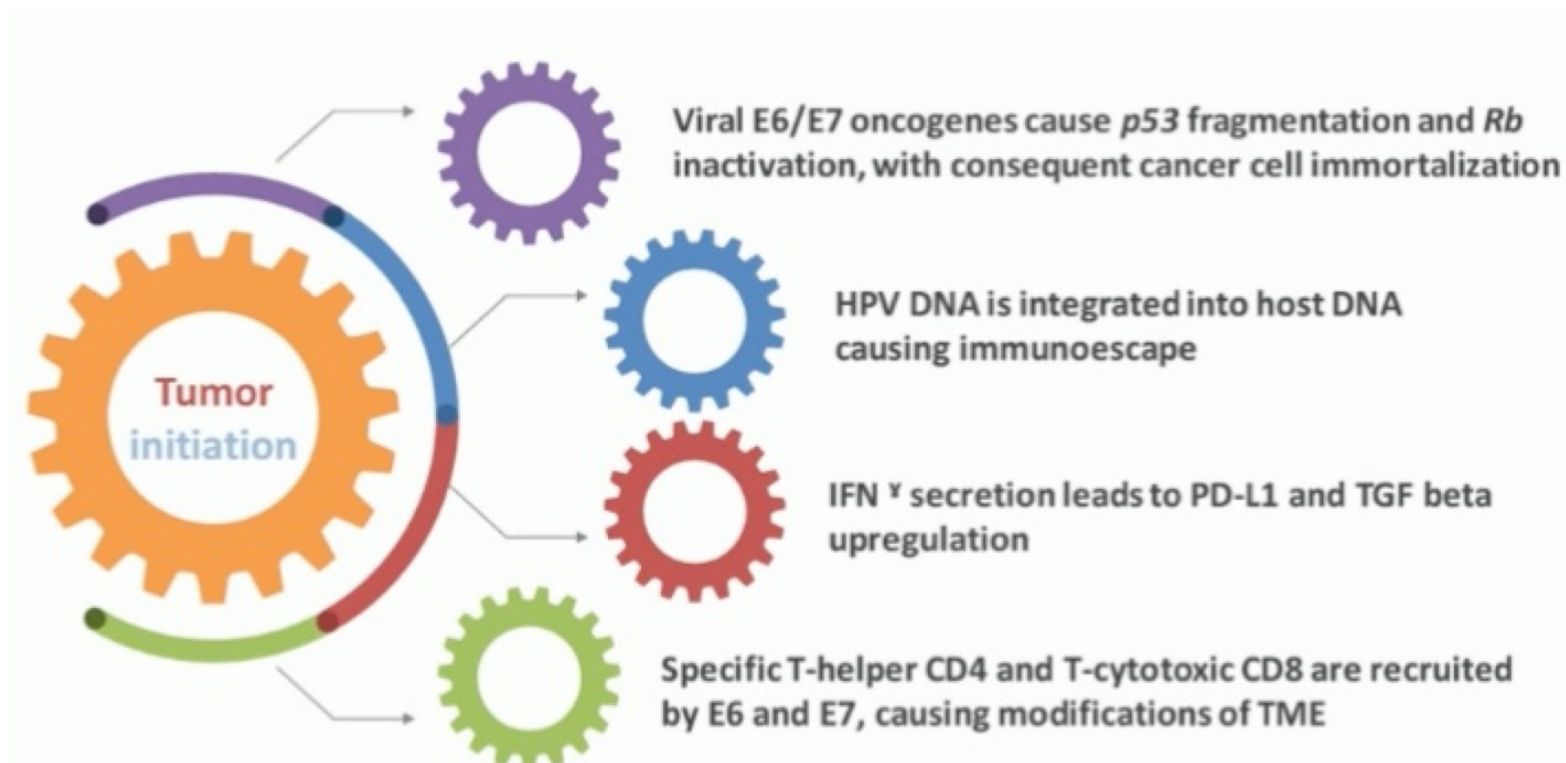 Viral E6/E7 oncogenes cause p53 fragmentation and Rb
inactivation, with consequent cancer cell immortalization
HPV DNA is integrated into host DNA
causing immunoescape
Tumor
initiation
IFN ɣ secretion leads to PD-L1 and TGF beta
upregulation
Specific T-helper CD4 and T-cytotoxic CD8 are recruited
by E6 and E7, causing modifications of TME